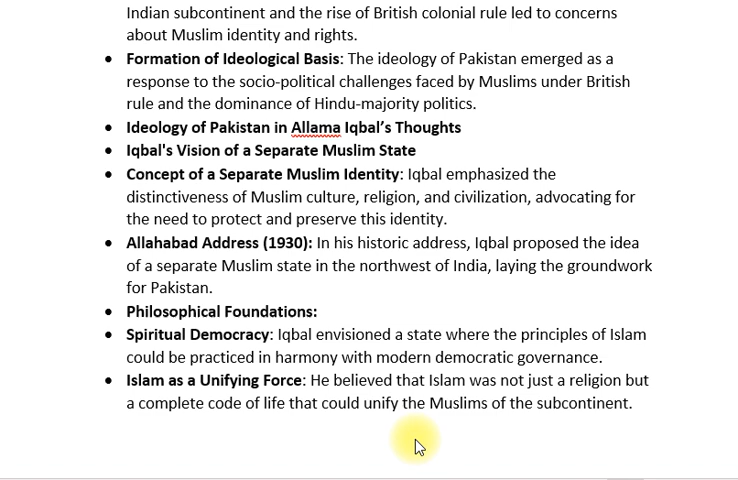 Indian subcontinent and the rise of British colonial rule led to concerns
about Muslim identity and rights.
• Formation of Ideological Basis: The ideology of Pakistan emerged as a
response to the socio-political challenges faced by Muslims under British
rule and the dominance of Hindu-majority politics.
• Ideology of Pakistan in Allama Iqbal’s Thoughts
• Iqbal's Vision of a Separate Muslim State
• Concept of a Separate Muslim Identity: Iqbal emphasized the
distinctiveness of Muslim culture, religion, and civilization, advocating for
the need to protect and preserve this identity.
• Allahabad Address (1930): In his historic address, Iqbal proposed the idea
of a separate Muslim state in the northwest of India, laying the groundwork
for Pakistan.
• Philosophical Foundations:
• Spiritual Democracy: Iqbal envisioned a state where the principles of Islam
could be practiced in harmony with modern democratic governance.
• Islam as a Unifying Force: He believed that Islam was not just a religion but
a complete code of life that could unify the Muslims of the subcontinent.